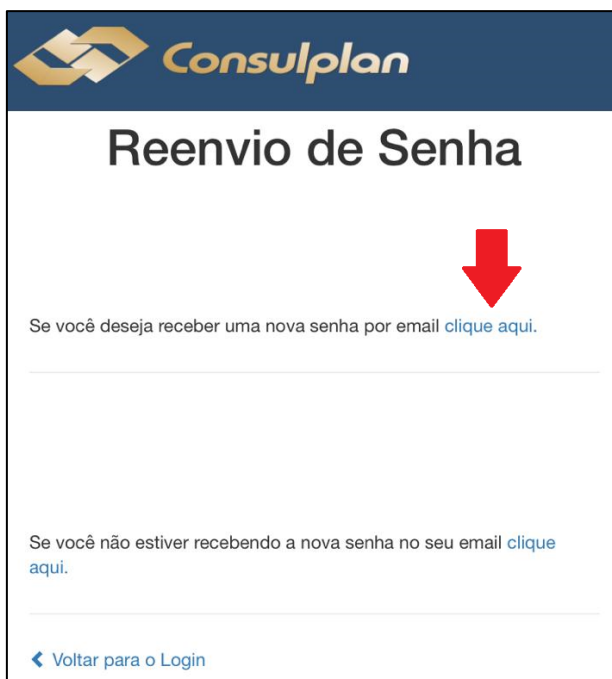 Consulplan
Reenvio de Senha
Se você deseja receber uma nova senha por email clique aqui.
Se você não estiver recebendo a nova senha no seu email clique
aqui.
Voltar para o Login